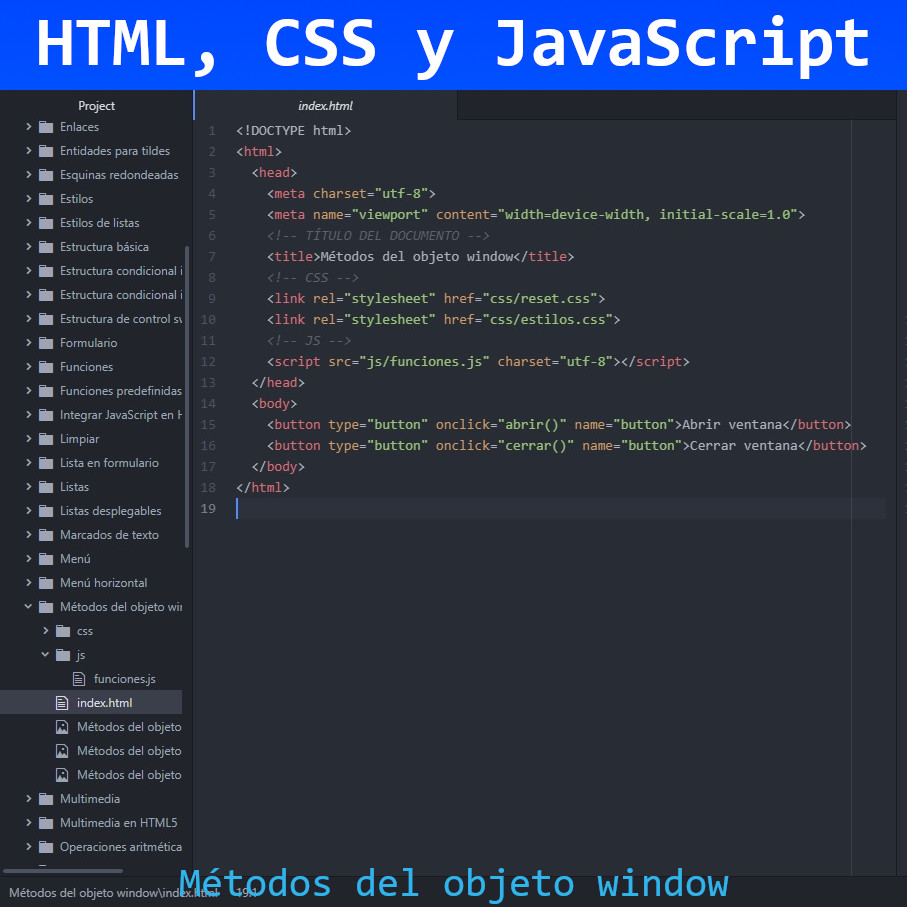 HTML, CSS y JavaScript
Project
Enlaces
Entidades para tildes
Esquinas redondeadas
Estilos
Estilos de listas
Estructura básica
Estructura condicional i
Estructura condicional i
Estructura de control sw
Formulario
Funciones
Funciones predefinidas
Integrar JavaScript en H
Limpiar
Lista en formulario
Listas
Listas desplegables
Marcados de texto
Menú
Menú horizontal
Métodos del objeto win
css
js
funciones.js
index.html
Métodos del objeto
Métodos del objeto
Métodos del objeto
Multimedia
Multimedia en HTML5
Operaciones aritmética
index.html
1 <!DOCTYPE html>
2 <html>
3 <head>
4 <meta charset="utf-8">
5 <meta name="viewport" content="width=device-width, initial-scale=1.0">
6 <!-- TÍTULO DEL DOCUMENTO -->
7 <title>Métodos del objeto window</title>
8 <!-- CSS -->
9 <link rel="stylesheet" href="css/reset.css">
10 <link rel="stylesheet" href="css/estilos.css">
11 <!-- JS -->
12 <script src="js/funciones.js" charset="utf-8"></script>
13 </head>
14 <body>
15 <button type="button" onclick="abrir()" name="button">Abrir ventana</button>
16 <button type="button" onclick="cerrar()" name="button">Cerrar ventana</button>
17 </body>
18 </html>
19
Métodos del objeto window\index.html 19:1
Métodos del objeto window